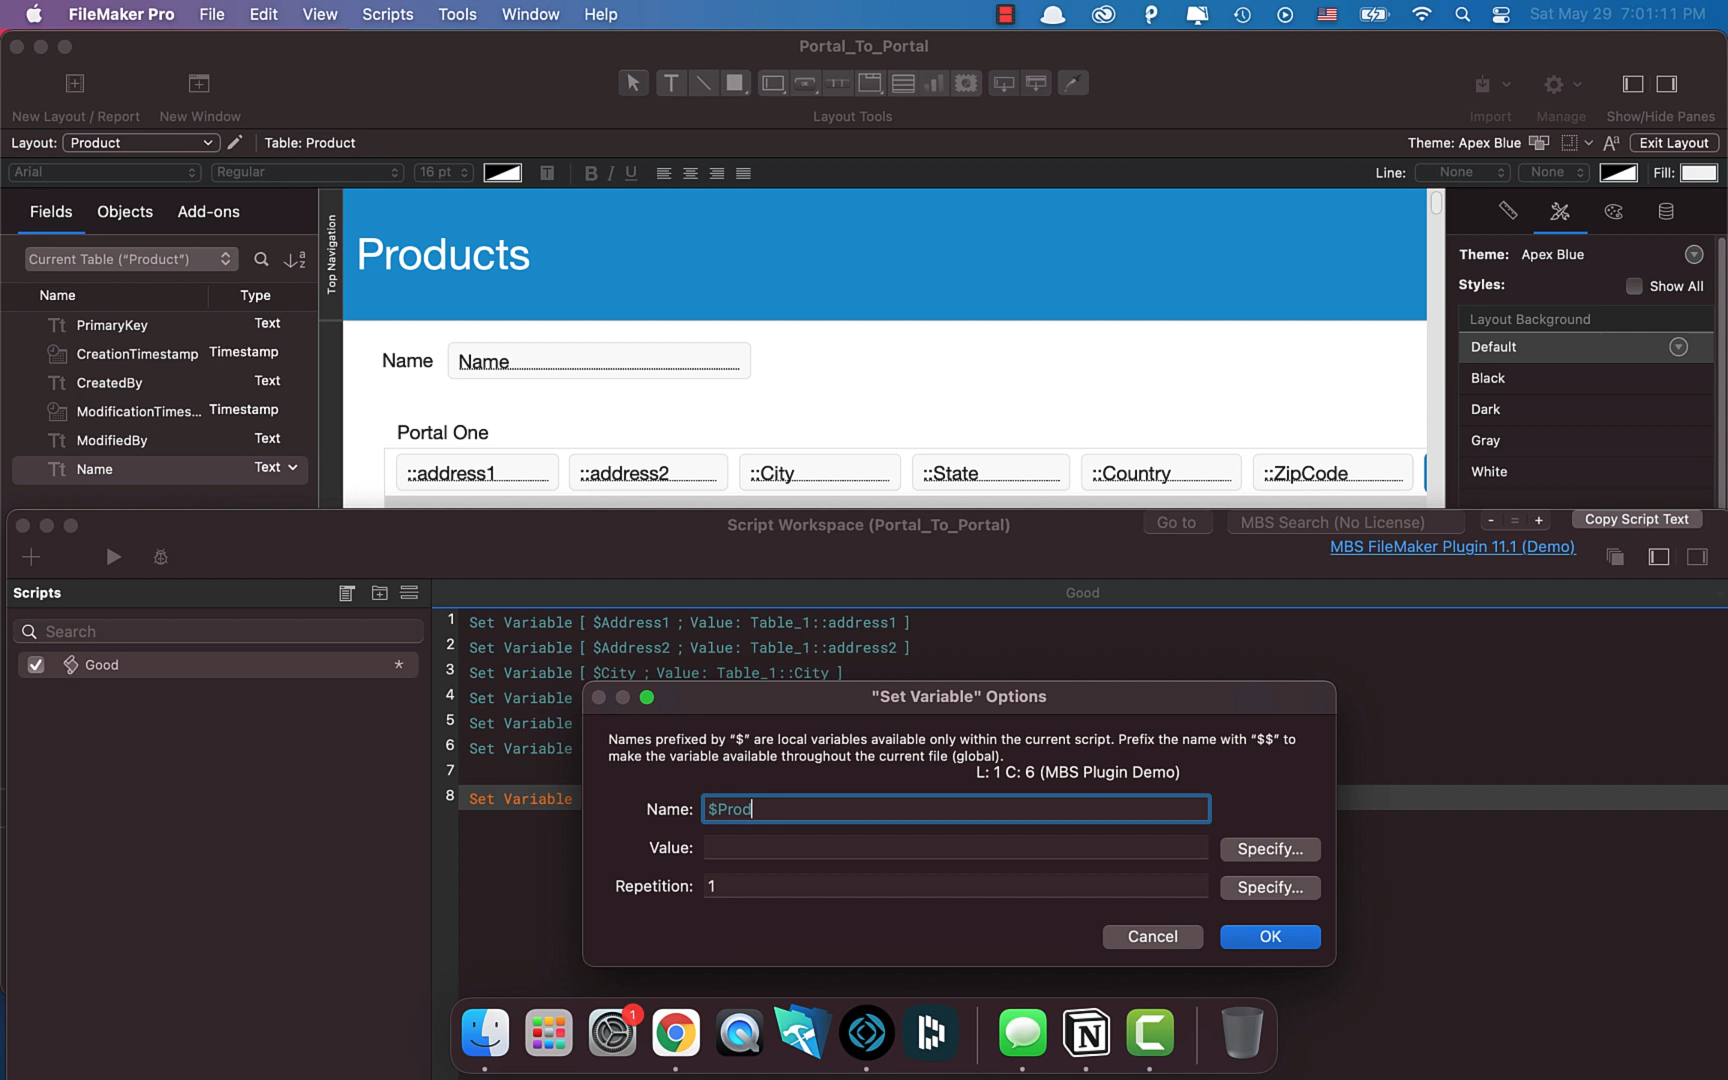 FileMaker Pro File Edit View Scripts Tools Window Help Sat May 29 7:01:11 PM
Portal_To_Portal
New Layout / Report New Window Layout Tools Import Manage Show/Hide Panes
Layout: Product Table: Product Theme: Apex Blue Aª Exit Layout
Arial Regular 16 pt T B I U Line: None None Fill:
Fields Objects Add-ons
Current Table ("Product")
Name Type
PrimaryKey Text
CreationTimestamp Timestamp
CreatedBy Text
ModificationTimes... Timestamp
ModifiedBy Text
Name Text
Top Navigation
Products
Name Name
Portal One
::address1 ::address2 ::City ::State ::Country ::ZipCode
Theme: Apex Blue
Styles: Show All
Layout Background
Default
Black
Dark
Gray
White
Script Workspace (Portal_To_Portal) Go to MBS Search (No License) - = + Copy Script Text
MBS FileMaker Plugin 11.1 (Demo)
Scripts
Search
Good *
Good
1 Set Variable [ $Address1 ; Value: Table_1::address1 ]
2 Set Variable [ $Address2 ; Value: Table_1::address2 ]
3 Set Variable [ $City ; Value: Table_1::City ]
4 Set Variable
5 Set Variable
6 Set Variable
7
8 Set Variable
"Set Variable" Options
Names prefixed by "$" are local variables available only within the current script. Prefix the name with "$$" to
make the variable available throughout the current file (global).
L: 1 C: 6 (MBS Plugin Demo)
Name: $Prod
Value: Specify...
Repetition: 1 Specify...
Cancel OK
1